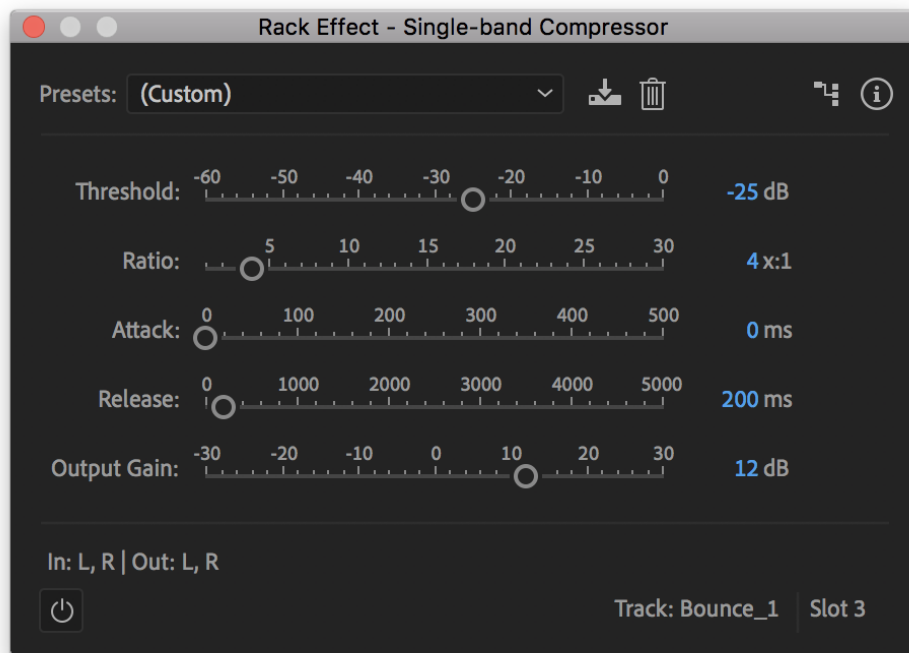 Rack Effect - Single-band Compressor
Presets: (Custom)
-60 -50 -40 -30 -20 -10 0
Threshold: -25 dB
5 10 15 20 25 30
Ratio: 4 x:1
0 100 200 300 400 500
Attack: 0 ms
0 1000 2000 3000 4000 5000
Release: 200 ms
-30 -20 -10 0 10 20 30
Output Gain: 12 dB
In: L, R | Out: L, R
Track: Bounce_1 Slot 3